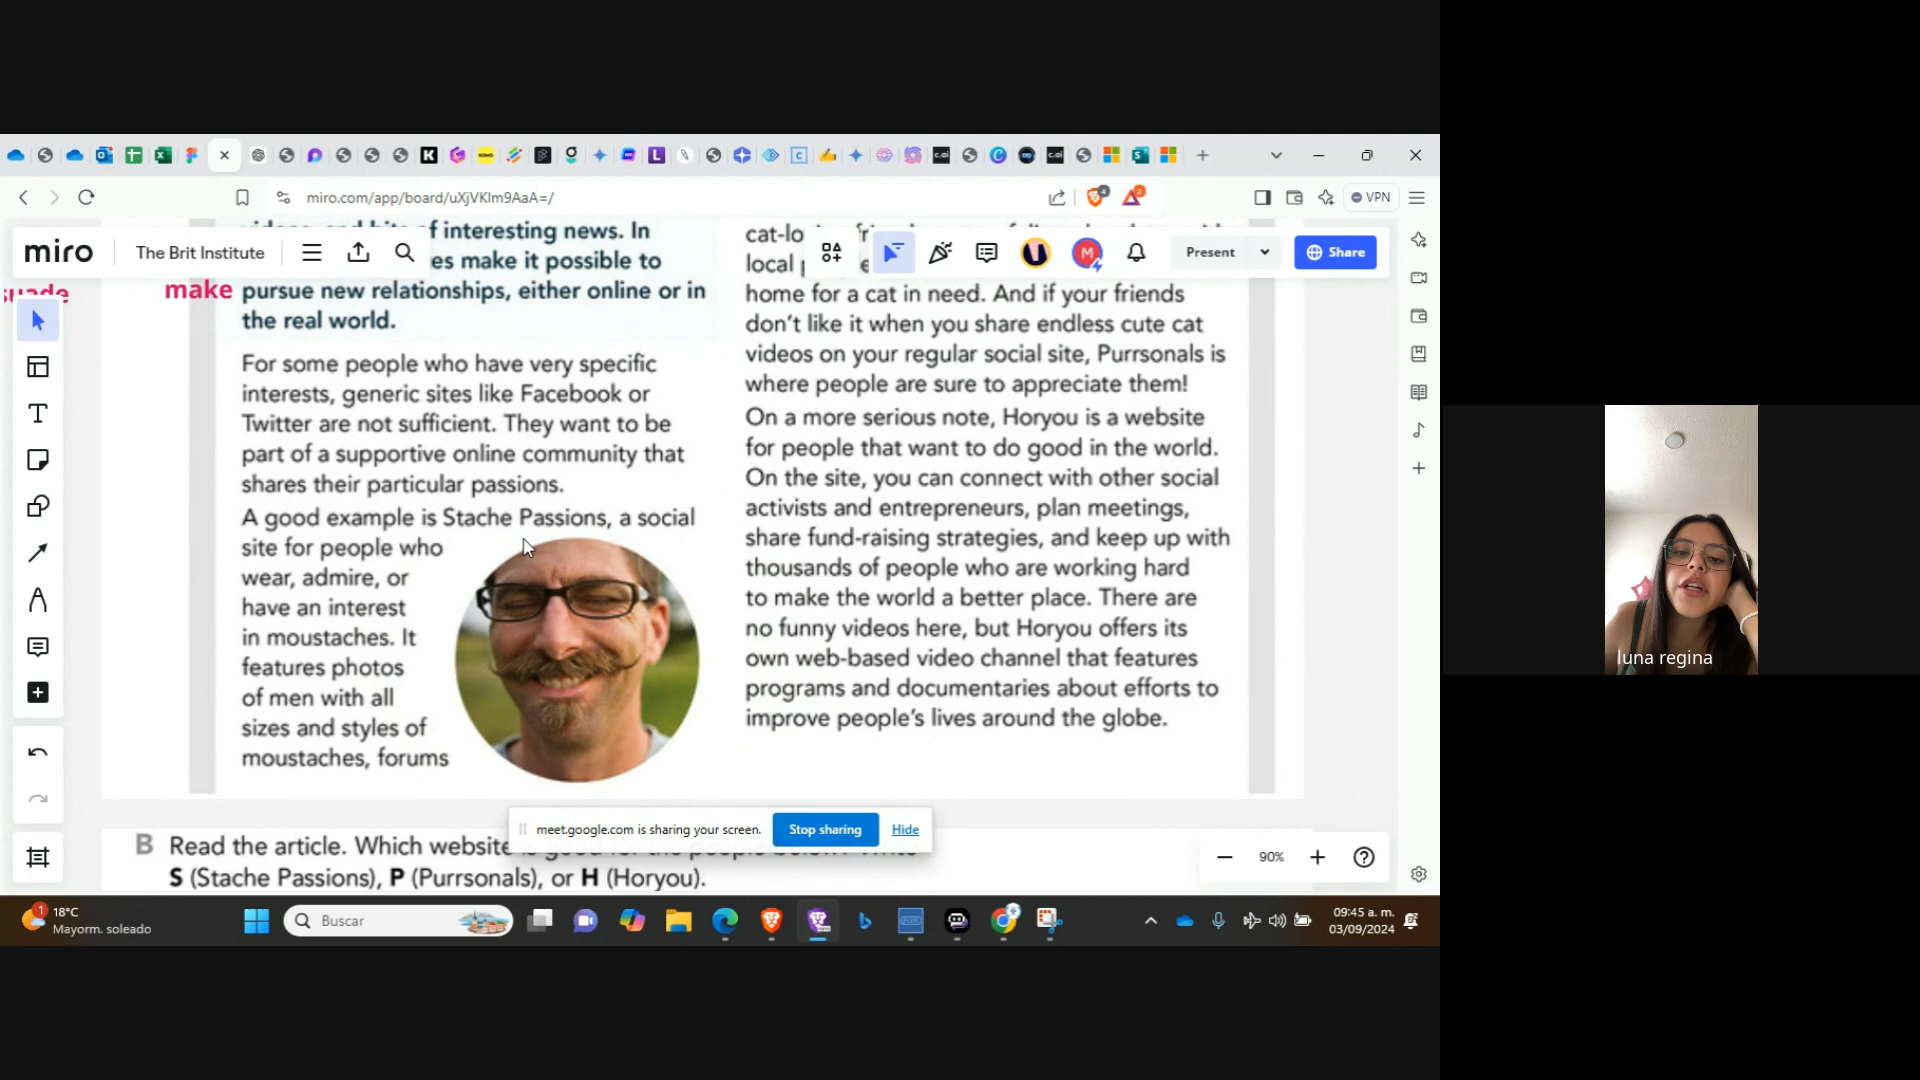 miro.com/app/board/uXjVKlm9AaA=/
VPN
miro
The Brit Institute
Present
Share
suade
make
of interesting news. In
es make it possible to
pursue new relationships, either online or in
the real world.
For some people who have very specific
interests, generic sites like Facebook or
Twitter are not sufficient. They want to be
part of a supportive online community that
shares their particular passions.
A good example is Stache Passions, a social
site for people who
wear, admire, or
have an interest
in moustaches. It
features photos
of men with all
sizes and styles of
moustaches, forums
local
home for a cat in need. And if your friends
don't like it when you share endless cute cat
videos on your regular social site, Purrsonals is
where people are sure to appreciate them!
On a more serious note, Horyou is a website
for people that want to do good in the world.
On the site, you can connect with other social
activists and entrepreneurs, plan meetings,
share fund-raising strategies, and keep up with
thousands of people who are working hard
to make the world a better place. There are
no funny videos here, but Horyou offers its
own web-based video channel that features
programs and documentaries about efforts to
improve people's lives around the globe.
meet.google.com is sharing your screen.
Stop sharing
Hide
B Read the article. Which website
S (Stache Passions), P (Purrsonals), or H (Horyou).
90%
luna regina
18°C
Mayorm. soleado
Buscar
09:45 a. m.
03/09/2024